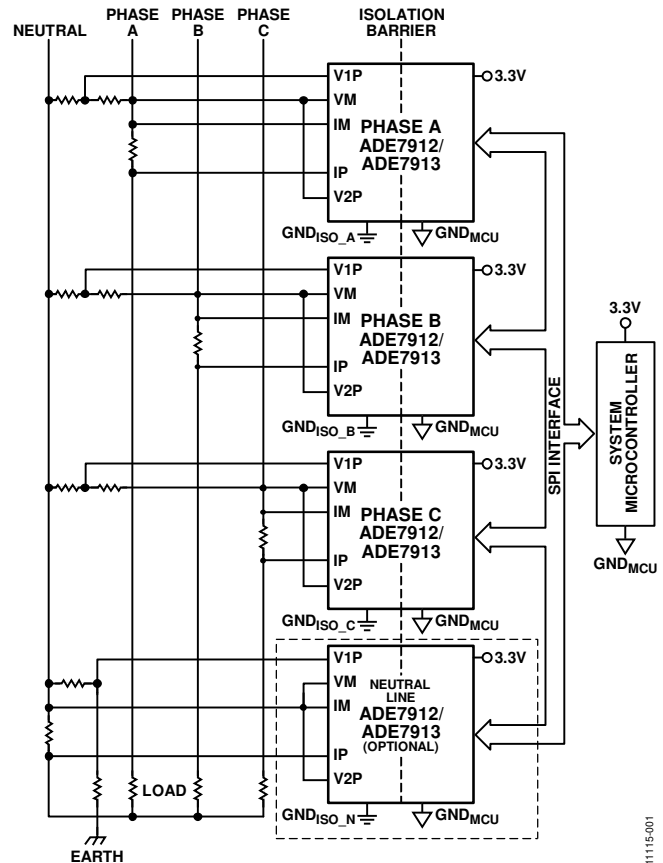 NEUTRAL
PHASE
A
PHASE
B
PHASE
C
ISOLATION
BARRIER
V1P
VM
IM
IP
V2P
PHASE A
ADE7912/
ADE7913
3.3V
GNDISO_A
GNDMCU
V1P
VM
IM
IP
V2P
PHASE B
ADE7912/
ADE7913
3.3V
GNDISO_B
GNDMCU
V1P
VM
IM
IP
V2P
PHASE C
ADE7912/
ADE7913
3.3V
GNDISO_C
GNDMCU
V1P
VM
IM
IP
V2P
NEUTRAL
LINE
ADE7912/
ADE7913
(OPTIONAL)
3.3V
GNDISO_N
GNDMCU
SPI INTERFACE
3.3V
SYSTEM
MICROCONTROLLER
GNDMCU
LOAD
EARTH
11115-001